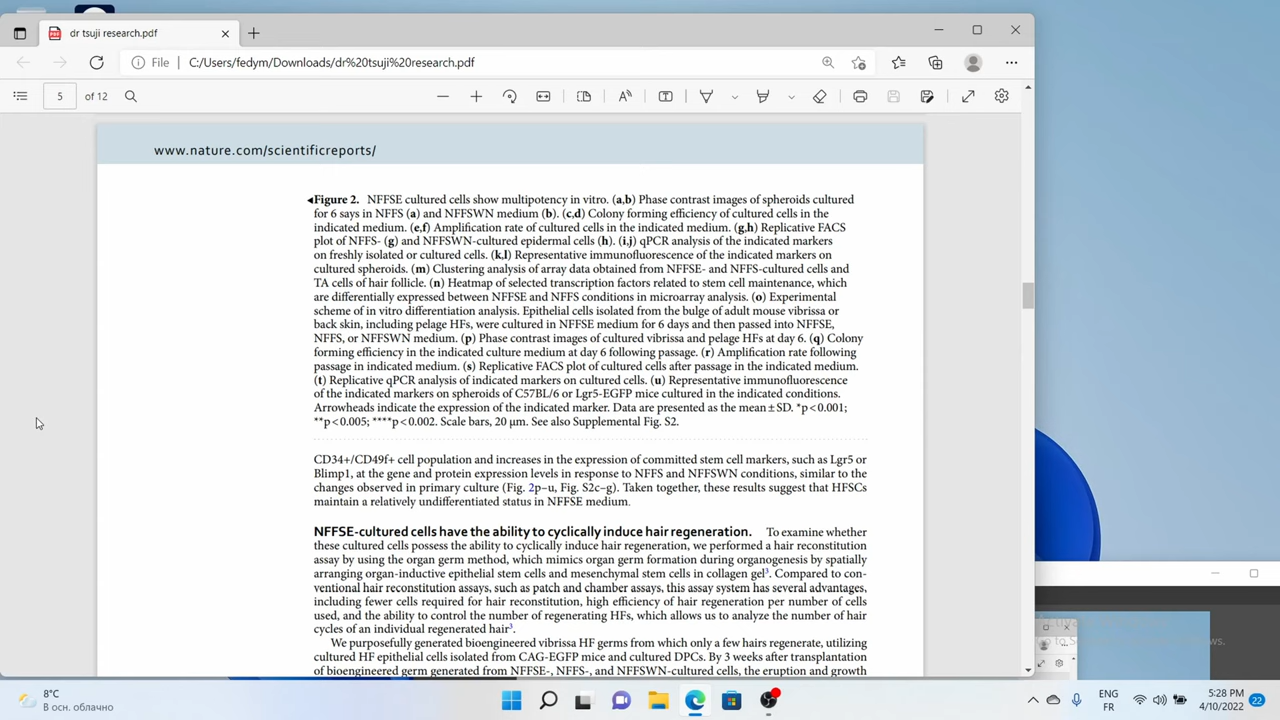 dr tsuji research.pdf
File
C:/Users/fedym/Downloads/dr%20tsuji%20research.pdf
5
of 12
www.nature.com/scientificreports/
Figure 2. NFFSE cultured cells show multipotency in vitro. (a,b) Phase contrast images of spheroids cultured
for 6 says in NFFS (a) and NFFSWN medium (b). (c,d) Colony forming efficiency of cultured cells in the
indicated medium. (e,f) Amplification rate of cultured cells in the indicated medium. (g,h) Replicative FACS
plot of NFFS- (g) and NFFSWN-cultured epidermal cells (h). (i,j) qPCR analysis of the indicated markers
on freshly isolated or cultured cells. (k,l) Representative immunofluorescence of the indicated markers on
cultured spheroids. (m) Clustering analysis of array data obtained from NFFSE- and NFFS-cultured cells and
TA cells of hair follicle. (n) Heatmap of selected transcription factors related to stem cell maintenance, which
are differentially expressed between NFFSE and NFFS conditions in microarray analysis. (o) Experimental
scheme of in vitro differentiation analysis. Epithelial cells isolated from the bulge of adult mouse vibrissa or
back skin, including pelage HFs, were cultured in NFFSE medium for 6 days and then passed into NFFSE,
NFFS, or NFFSWN medium. (p) Phase contrast images of cultured vibrissa and pelage HFs at day 6. (q) Colony
forming efficiency in the indicated culture medium at day 6 following passage. (r) Amplification rate following
passage in indicated medium. (s) Replicative FACS plot of cultured cells after passage in the indicated medium.
(t) Replicative qPCR analysis of indicated markers on cultured cells. (u) Representative immunofluorescence
of the indicated markers on spheroids of C57BL/6 or Lgr5-EGFP mice cultured in the indicated conditions.
Arrowheads indicate the expression of the indicated marker. Data are presented as the mean ± SD. *p < 0.001;
**p < 0.005; ****p < 0.002. Scale bars, 20 μm. See also Supplemental Fig. S2.
CD34+/CD49f+ cell population and increases in the expression of committed stem cell markers, such as Lgr5 or
Blimp1, at the gene and protein expression levels in response to NFFS and NFFSWN conditions, similar to the
changes observed in primary culture (Fig. 2p–u, Fig. S2c–g). Taken together, these results suggest that HFSCs
maintain a relatively undifferentiated status in NFFSE medium.
NFFSE-cultured cells have the ability to cyclically induce hair regeneration. To examine whether
these cultured cells possess the ability to cyclically induce hair regeneration, we performed a hair reconstitution
assay by using the organ germ method, which mimics organ germ formation during organogenesis by spatially
arranging organ-inductive epithelial stem cells and mesenchymal stem cells in collagen gel3. Compared to con-
ventional hair reconstitution assays, such as patch and chamber assays, this assay system has several advantages,
including fewer cells required for hair reconstitution, high efficiency of hair regeneration per number of cells
used, and the ability to control the number of regenerating HFs, which allows us to analyze the number of hair
cycles of an individual regenerated hair3.
We purposefully generated bioengineered vibrissa HF germs from which only a few hairs regenerate, utilizing
cultured HF epithelial cells isolated from CAG-EGFP mice and cultured DPCs. By 3 weeks after transplantation
of bioengineered germ generated from NFFSE-, NFFS-, and NFFSWN-cultured cells, the eruption and growth
8°C
В осн. облачно
ENG
FR
5:28 PM
4/10/2022
22